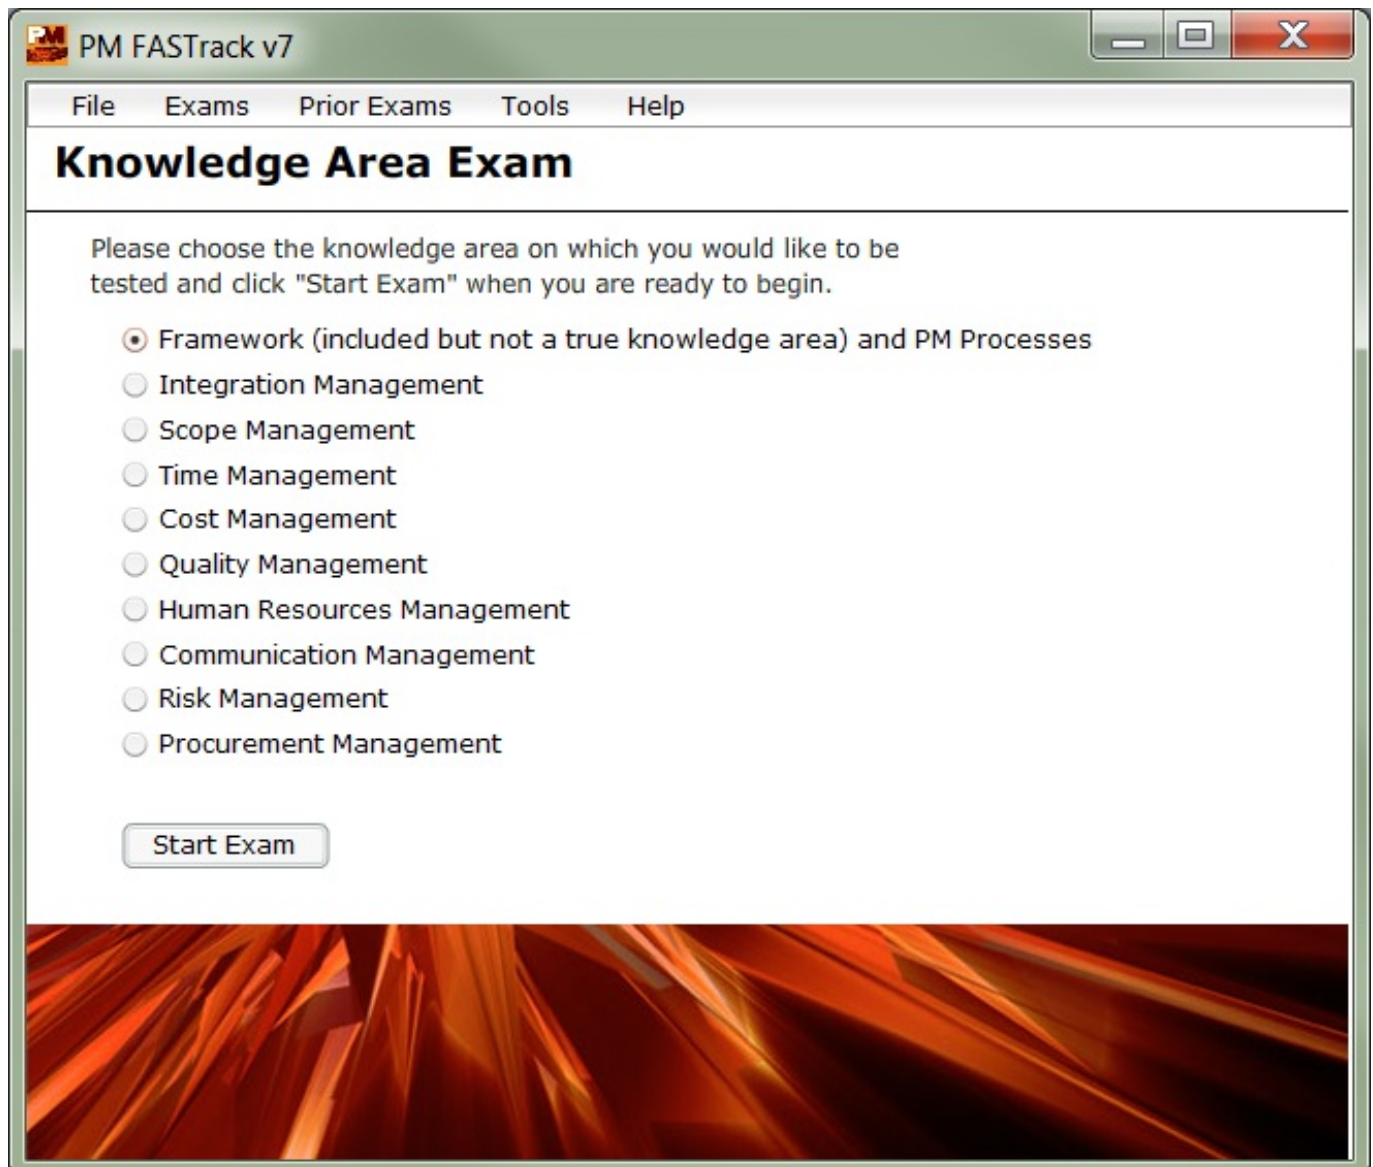 PM
PM FASTrack v7
File Exams Prior Exams Tools Help
Knowledge Area Exam
Please choose the knowledge area on which you would like to be
tested and click "Start Exam" when you are ready to begin.
Framework (included but not a true knowledge area) and PM Processes
Integration Management
Scope Management
Time Management
Cost Management
Quality Management
Human Resources Management
Communication Management
Risk Management
Procurement Management
Start Exam